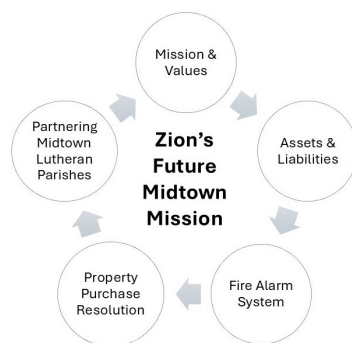 Mission &
Values
Zion's
Future
Midtown
Mission
Assets &
Liabilities
Fire Alarm
System
Property
Purchase
Resolution
Partnering
Midtown
Lutheran
Parishes